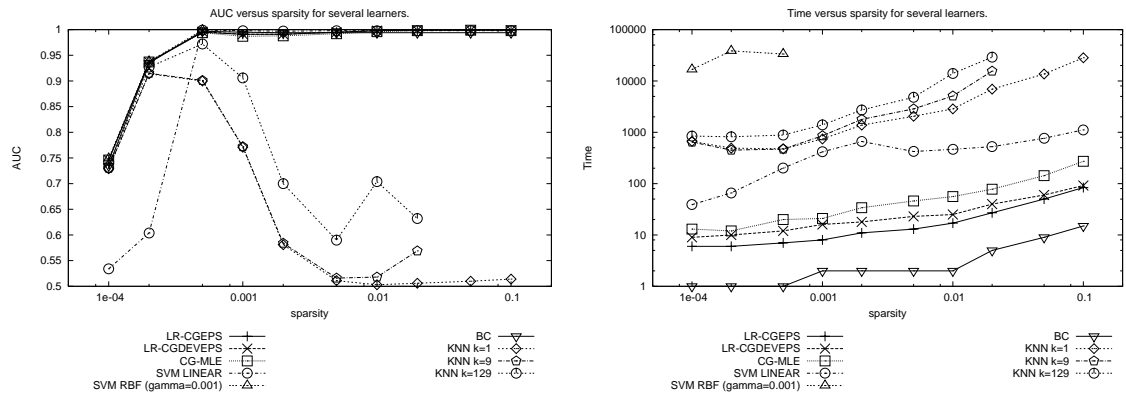 AUC versus sparsity for several learners.
1
0.95
0.9
0.85
0.8
0.75
0.7
0.65
0.6
0.55
0.5
AUC
1e-04
0.001
0.01
0.1
sparsity
LR-CGEPS
LR-CGDEVEPS
CG-MLE
SVM LINEAR
SVM RBF (gamma=0.001)
BC
KNN k=1
KNN k=9
KNN k=129
Time versus sparsity for several learners.
100000
10000
1000
100
10
1
Time
1e-04
0.001
0.01
0.1
sparsity
LR-CGEPS
LR-CGDEVEPS
CG-MLE
SVM LINEAR
SVM RBF (gamma=0.001)
BC
KNN k=1
KNN k=9
KNN k=129